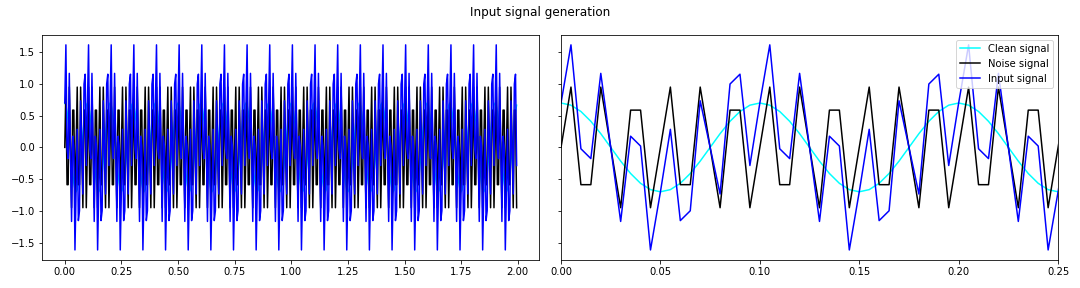 Input signal generation
1.5
1.0
0.5
0.0
−0.5
−1.0
−1.5
0.00 0.25 0.50 0.75 1.00 1.25 1.50 1.75 2.00
Clean signal
Noise signal
Input signal
0.00 0.05 0.10 0.15 0.20 0.25